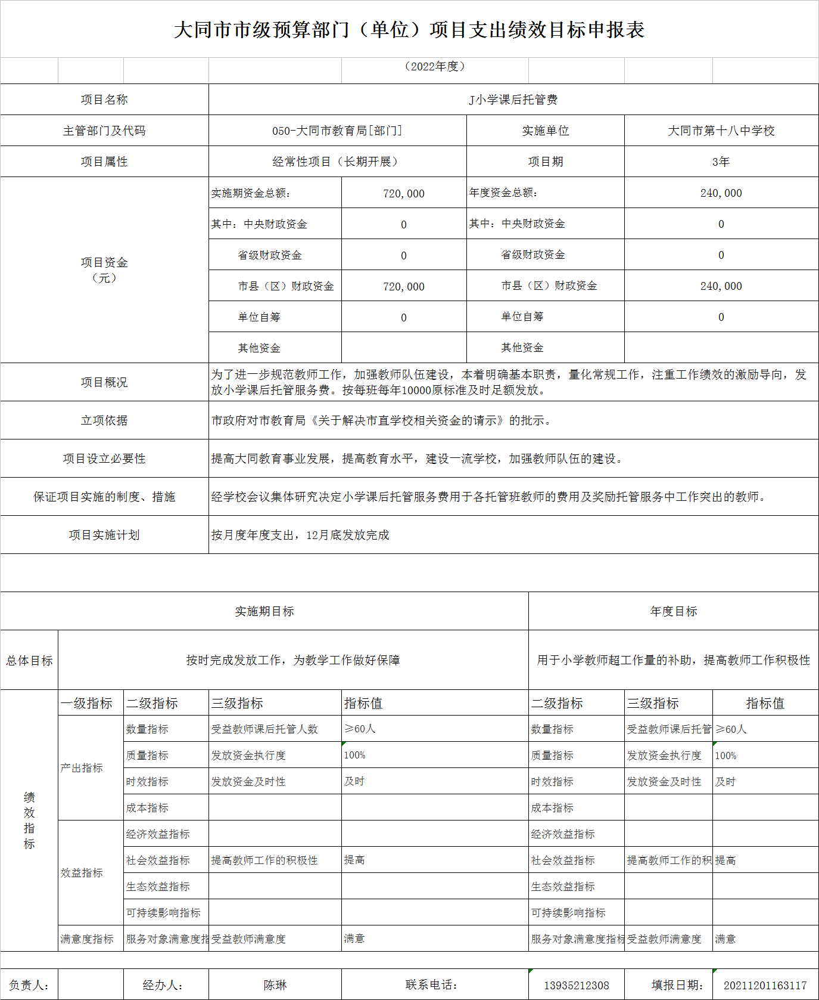 大同市市级预算部门（单位）项目支出绩效目标申报表
（2022年度）
项目名称 J小学课后托管费
主管部门及代码 050-大同市教育局[部门] 实施单位 大同市第十八中学校
项目属性 经常性项目（长期开展） 项目期 3年
项目资金
（元）
实施期资金总额： 720,000 年度资金总额： 240,000
其中：中央财政资金 0 其中：中央财政资金 0
省级财政资金 0 省级财政资金 0
市县（区）财政资金 720,000 市县（区）财政资金 240,000
单位自筹 0 单位自筹 0
其他资金 其他资金
项目概况
为了进一步规范教师工作，加强教师队伍建设，本着明确基本职责，量化常规工作，注重工作绩效的激励导向，发
放小学课后托管服务费。按每班每年10000原标准及时足额发放。
立项依据 市政府对市教育局《关于解决市直学校相关资金的请示》的批示。
项目设立必要性 提高大同教育事业发展，提高教育水平，建设一流学校，加强教师队伍的建设。
保证项目实施的制度、措施 经学校会议集体研究决定小学课后托管服务费用于各托管班教师的费用及奖励托管服务中工作突出的教师。
项目实施计划 按月度年度支出，12月底发放完成
实施期目标 年度目标
总体目标 按时完成发放工作，为教学工作做好保障 用于小学教师超工作量的补助，提高教师工作积极性
绩
效
指
标
一级指标 二级指标 三级指标 指标值 二级指标 三级指标 指标值
产出指标
数量指标 受益教师课后托管人数 ≥60人 数量指标 受益教师课后托管 ≥60人
质量指标 发放资金执行度 100% 质量指标 发放资金执行度 100%
时效指标 发放资金及时性 及时 时效指标 发放资金及时性 及时
成本指标 成本指标
效益指标
经济效益指标 经济效益指标
社会效益指标 提高教师工作的积极性 提高 社会效益指标 提高教师工作的积 提高
生态效益指标 生态效益指标
可持续影响指标 可持续影响指标
满意度指标 服务对象满意度指 受益教师满意度 满意 服务对象满意度指标 受益教师满意度 满意
负责人： 经办人： 陈琳 联系电话： 13935212308 填报日期： 20211201163117